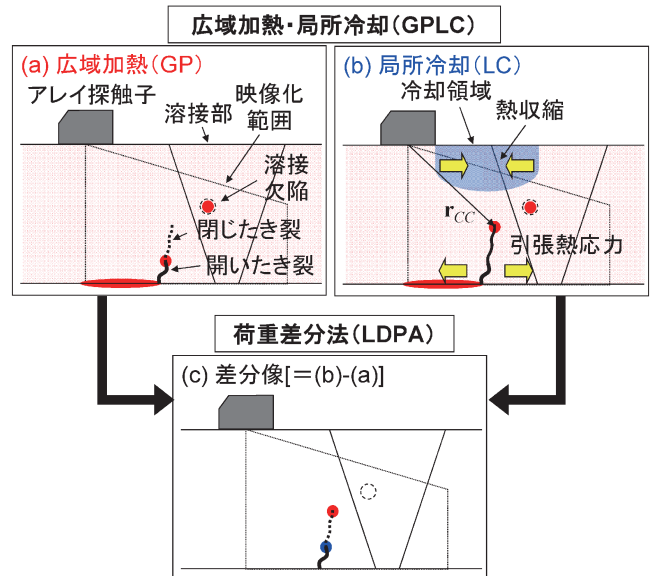 広域加熱・局所冷却(GPLC)
(a) 広域加熱(GP)
アレイ探触子
溶接部
映像化
範囲
溶接
欠陥
閉じたき裂
開いたき裂
(b) 局所冷却(LC)
冷却領域
熱収縮
rCC
引張熱応力
荷重差分法(LDPA)
(c) 差分像[=(b)-(a)]